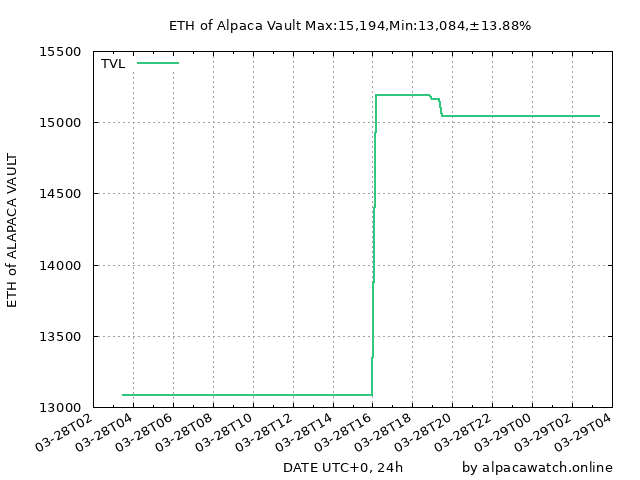 ETH of Alpaca Vault Max:15,194,Min:13,084,±13.88%
TVL
ETH of ALAPACA VAULT
15500
15000
14500
14000
13500
13000
03-28T02
03-28T04
03-28T06
03-28T08
03-28T10
03-28T12
03-28T14
03-28T16
03-28T18
03-28T20
03-28T22
03-29T00
03-29T02
03-29T04
DATE UTC+0, 24h
by alpacawatch.online